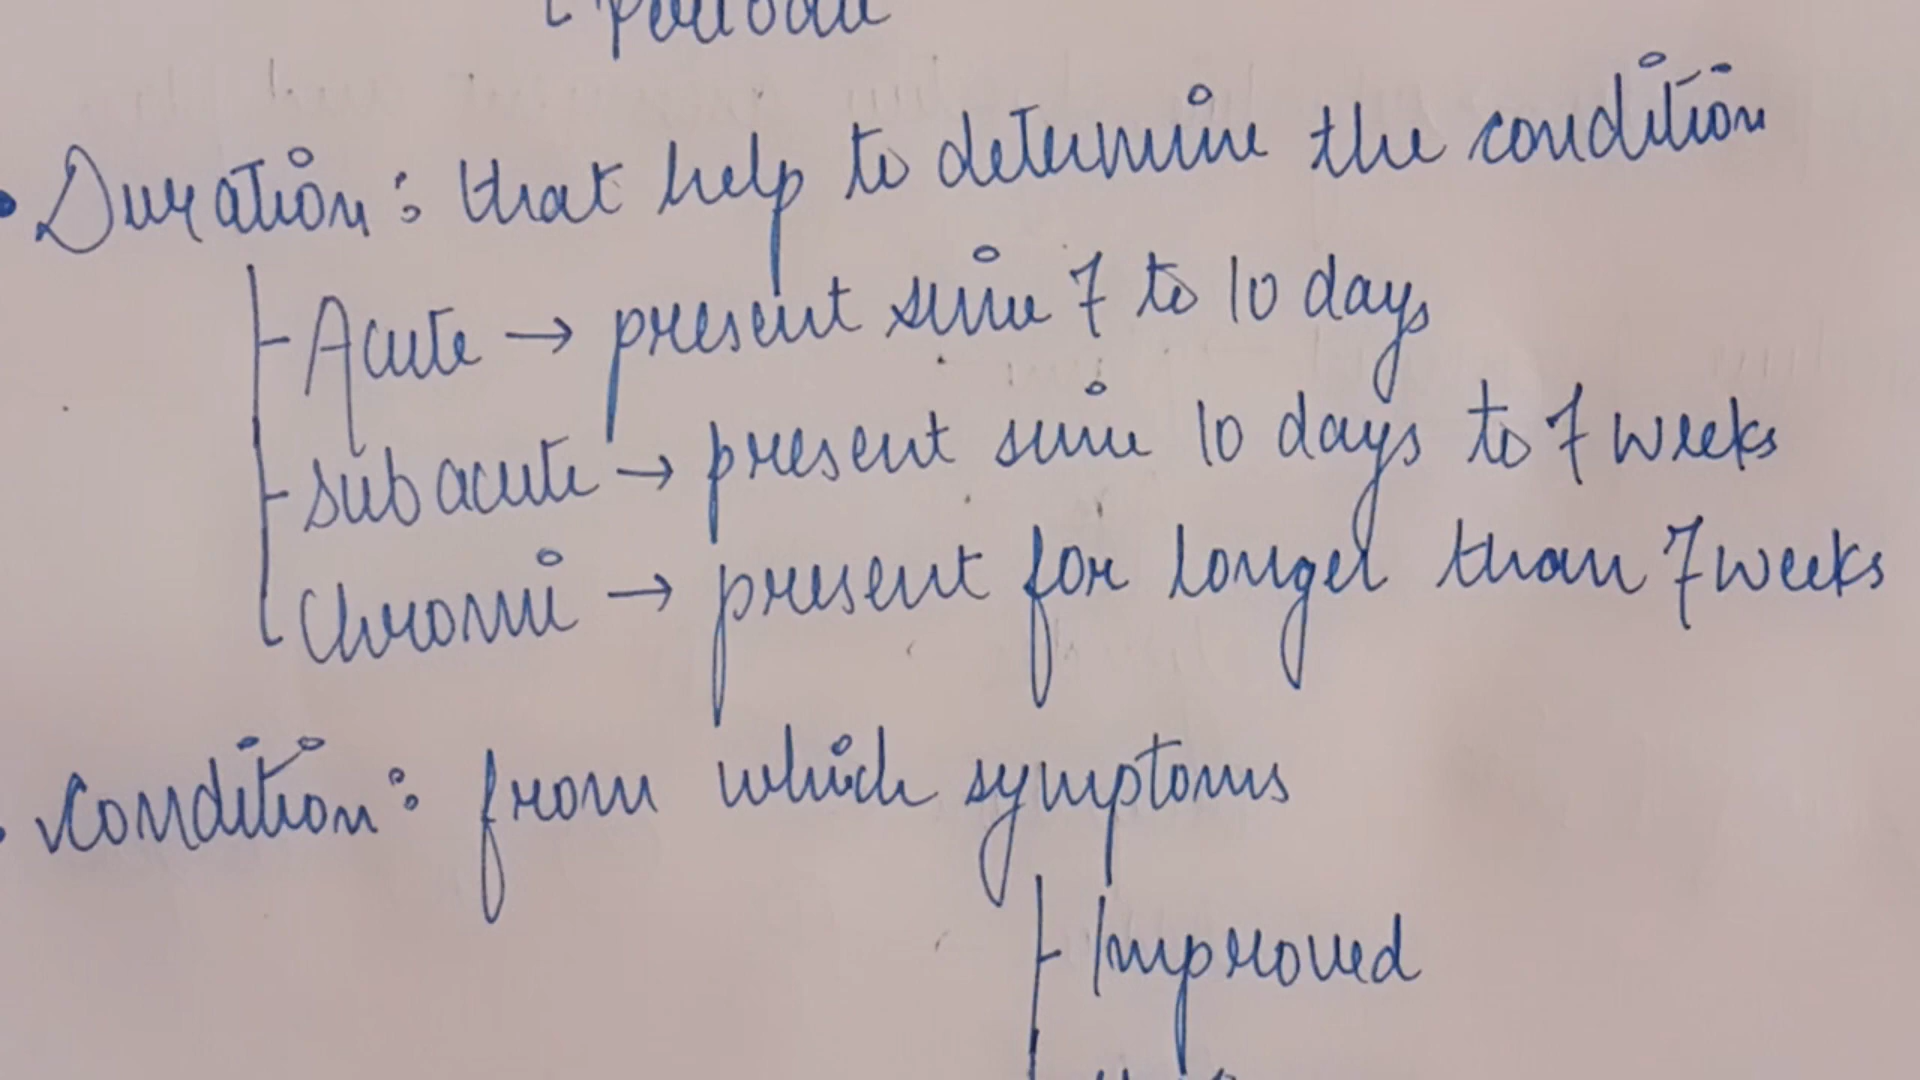 Periodic
• Duration: that help to determine the condition
Acute → present since 7 to 10 days
subacute → present since 10 days to 7 weeks
Chronic → present for longer than 7 weeks
• condition: from which symptoms
Improved